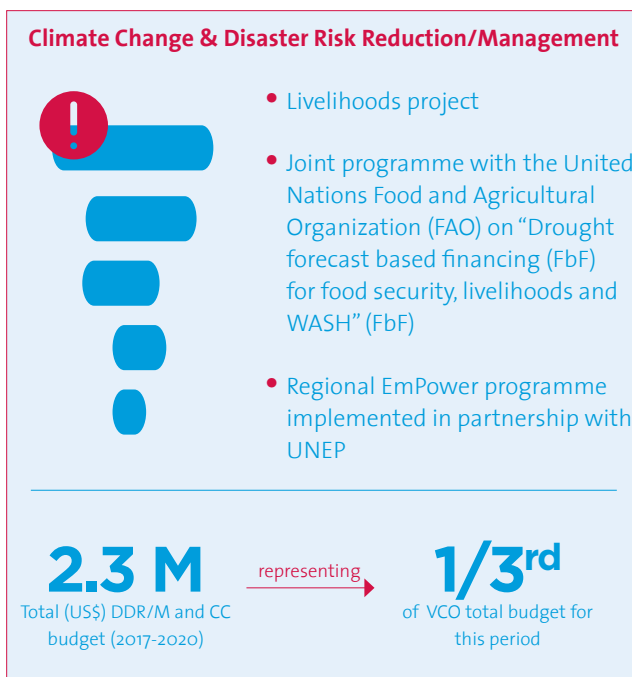 Climate Change & Disaster Risk Reduction/Management
!
• Livelihoods project
• Joint programme with the United
Nations Food and Agricultural
Organization (FAO) on “Drought
forecast based financing (FbF)
for food security, livelihoods and
WASH” (FbF)
• Regional EmPower programme
implemented in partnership with
UNEP
2.3 M
Total (US$) DDR/M and CC
budget (2017-2020)
representing
1/3rd
of VCO total budget for
this period